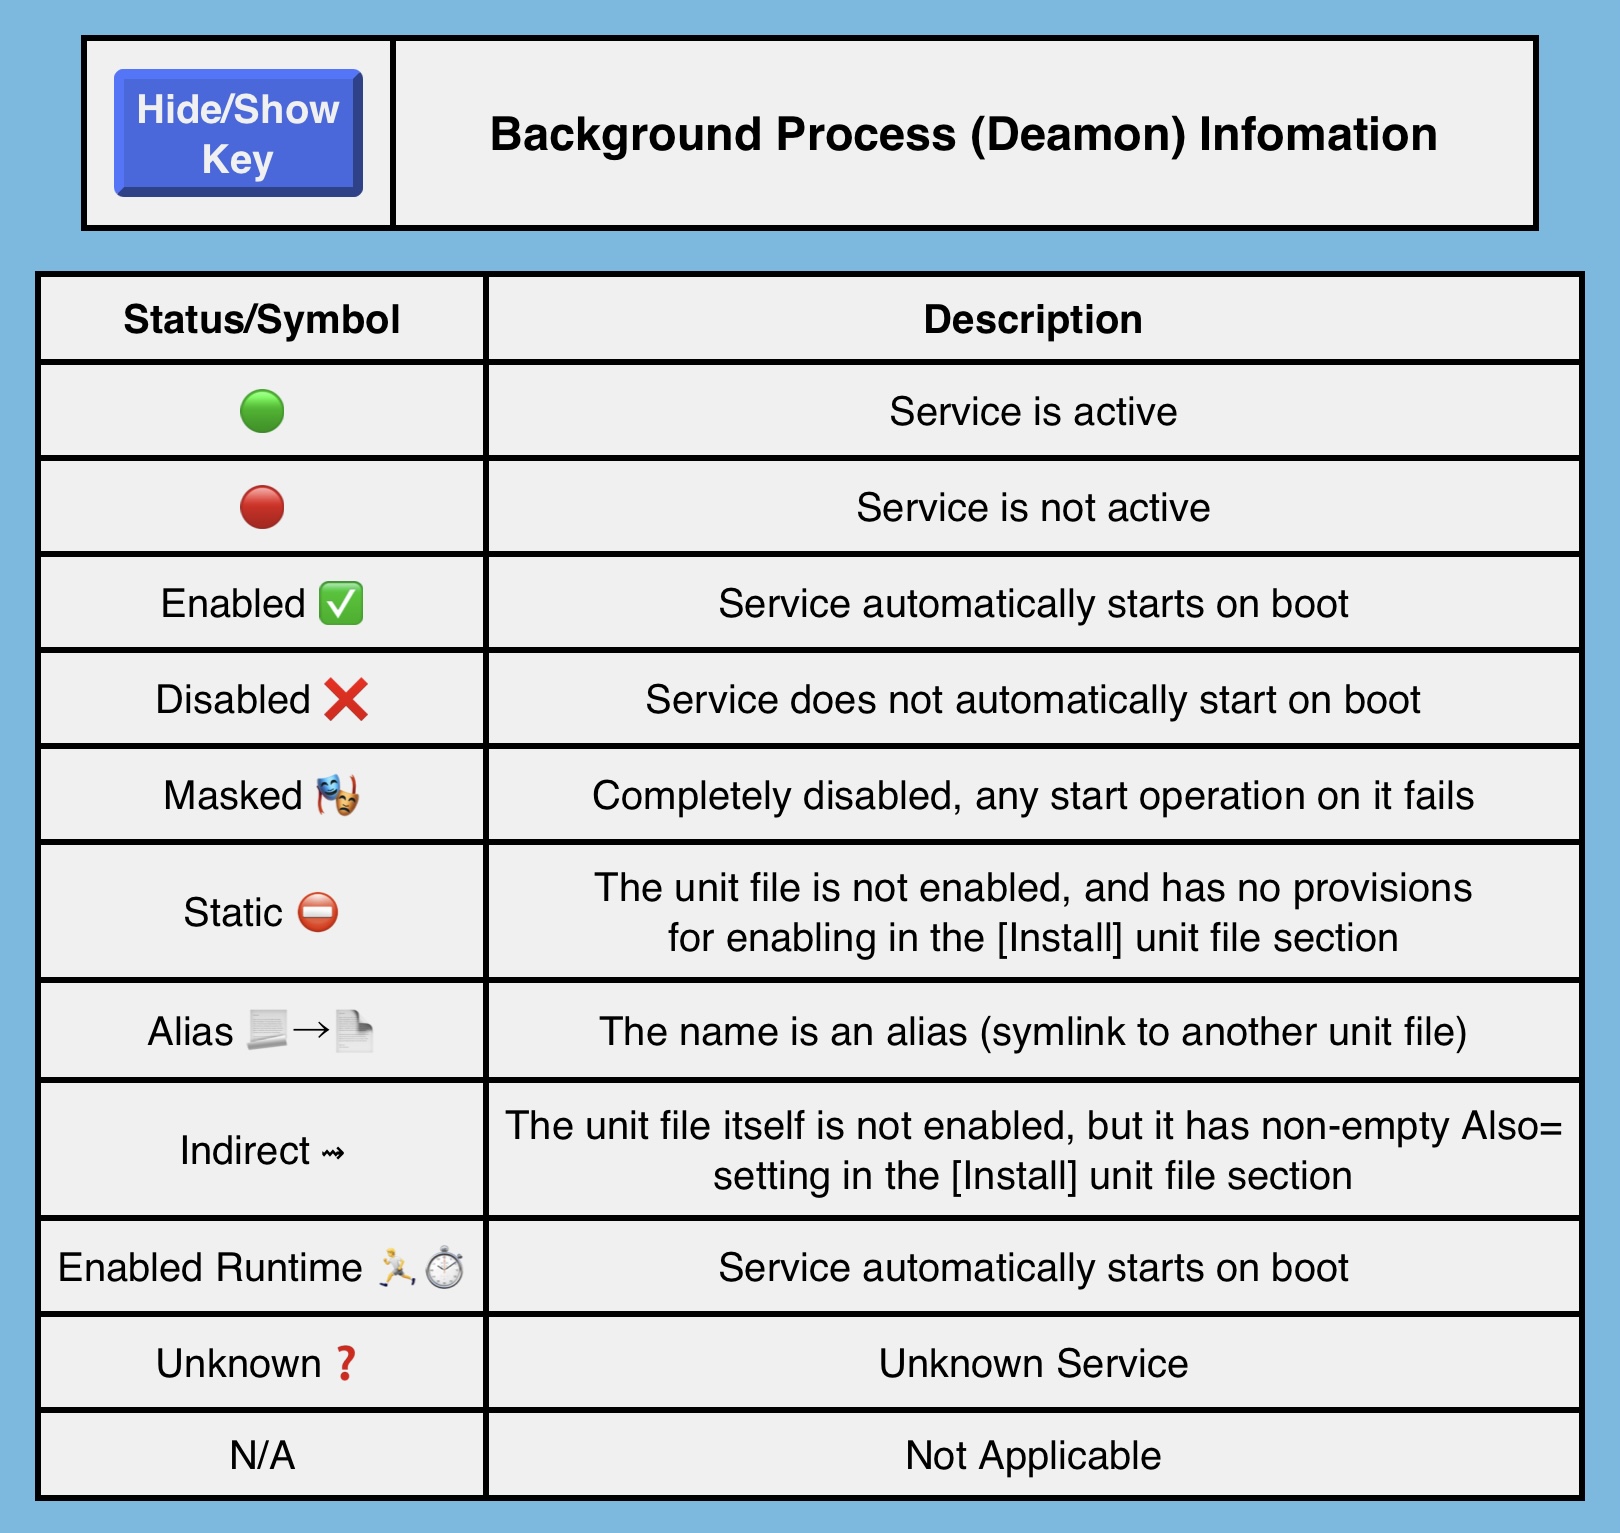 Hide/Show
Key
Background Process (Deamon) Infomation
Status/Symbol
Description
Service is active
Service is not active
Enabled ✅
Service automatically starts on boot
Disabled ❌
Service does not automatically start on boot
Masked 🎭
Completely disabled, any start operation on it fails
Static ⛔
The unit file is not enabled, and has no provisions
for enabling in the [Install] unit file section
Alias 📃→📄
The name is an alias (symlink to another unit file)
Indirect ⇝
The unit file itself is not enabled, but it has non-empty Also=
setting in the [Install] unit file section
Enabled Runtime 🏃⏱
Service automatically starts on boot
Unknown ❓
Unknown Service
N/A
Not Applicable